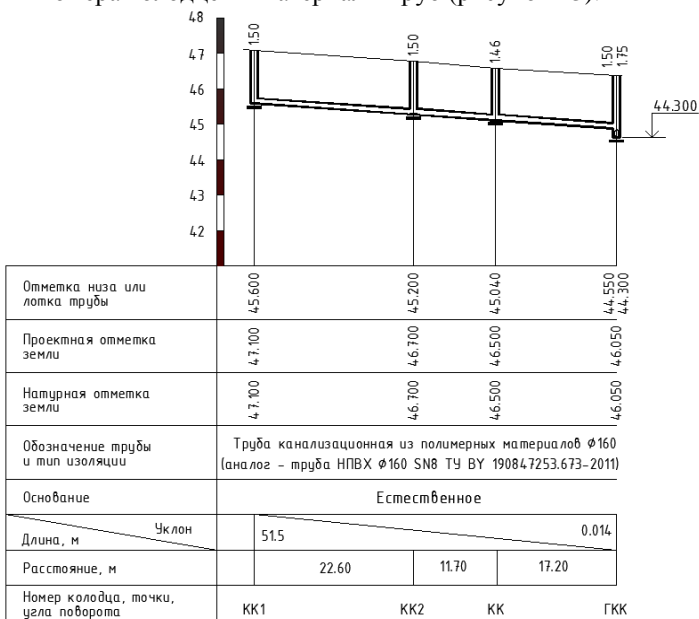 48
47
46
45
44
43
42
1.50
1.50
1.46
1.50
1.75
44.300
Отметка низа или
лотка трубы
45.600
45.200
45.040
44.550
44.300
Проектная отметка
земли
47.100
46.700
46.500
46.050
Натурная отметка
земли
47.100
46.700
46.500
46.050
Обозначение трубы
и тип изоляции
Труба канализационная из полимерных материалов Ф160
(аналог - труба НПВХ Ф160 SN8 ТУ BY 190847253.673-2011)
Основание
Естественное
Уклон
Длина, м
51.5
0.014
Расстояние, м
22.60
11.70
17.20
Номер колодца, точки,
угла поворота
КК1
КК2
КК
ГКК